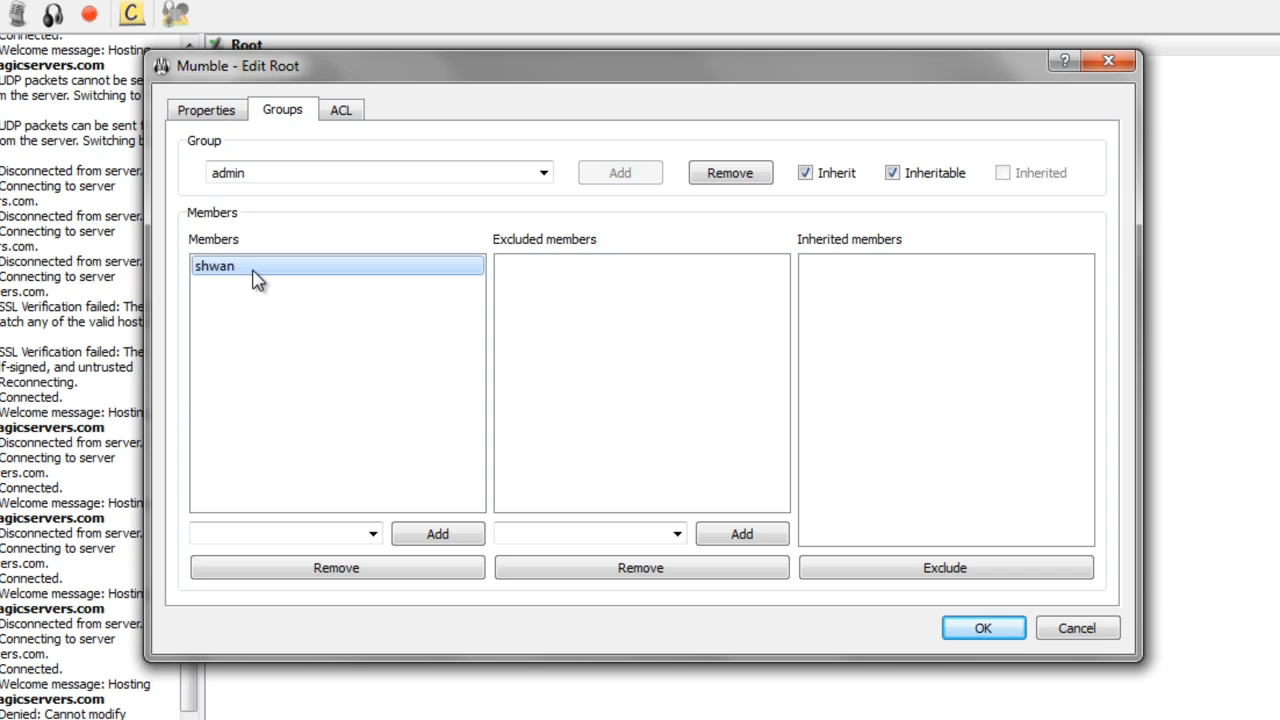 C
Connected.
Root
Welcome message: Hosting
agicservers.com
Mumble - Edit Root
?
UDP packets cannot be se
m the server. Switching to
Properties
Groups
ACL
UDP packets can be sent t
om the server. Switching b
Group
Disconnected from server.
admin
Add
Remove
Inherit
Inheritable
Inherited
Connecting to server
rs.com.
Disconnected from server.
Members
Connecting to server
Members
Excluded members
Inherited members
rs.com.
Disconnected from server.
shwan
Connecting to server
ers.com.
SSL Verification failed: The
atch any of the valid host
SSL Verification failed: The
lf-signed, and untrusted
Reconnecting.
Connected.
Welcome message: Hostin
agicservers.com
Disconnected from server.
Connecting to server
ers.com.
Connected.
Welcome message: Hostin
agicservers.com
Disconnected from server.
Add
Add
Connecting to server
ers.com.
Remove
Remove
Exclude
Connected.
Welcome message: Hostin
agicservers.com
Disconnected from server.
OK
Cancel
Connecting to server
ers.com.
Connected.
Welcome message: Hosting
agicservers.com
Denied: Cannot modify